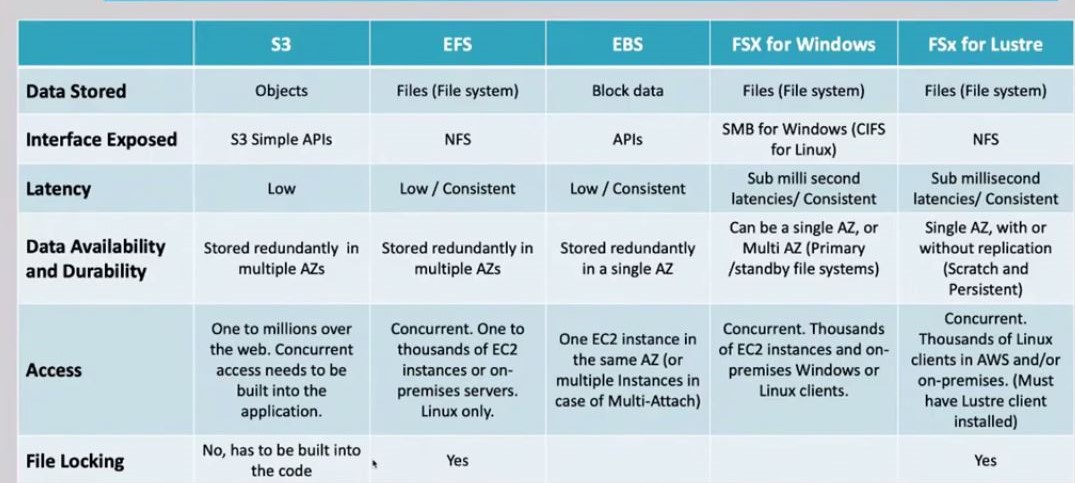 S3 EFS EBS FSX for Windows FSx for Lustre
Data Stored Objects Files (File system) Block data Files (File system) Files (File system)
Interface Exposed S3 Simple APIs NFS APIs SMB for Windows (CIFS
for Linux) NFS
Latency Low Low / Consistent Low / Consistent Sub milli second
latencies/ Consistent Sub millisecond
latencies/ Consistent
Data Availability
and Durability
Stored redundantly in
multiple AZs
Stored redundantly in
multiple AZs
Stored redundantly
in a single AZ
Can be a single AZ, or
Multi AZ (Primary
/standby file systems)
Single AZ, with or
without replication
(Scratch and
Persistent)
Access
One to millions over
the web. Concurrent
access needs to be
built into the
application.
Concurrent. One to
thousands of EC2
instances or on-
premises servers.
Linux only.
One EC2 instance in
the same AZ (or
multiple Instances in
case of Multi-Attach)
Concurrent. Thousands
of EC2 instances and on-
premises Windows or
Linux clients.
Concurrent.
Thousands of Linux
clients in AWS and/or
on-premises. (Must
have Lustre client
installed)
File Locking
No, has to be built into
the code
Yes
Yes